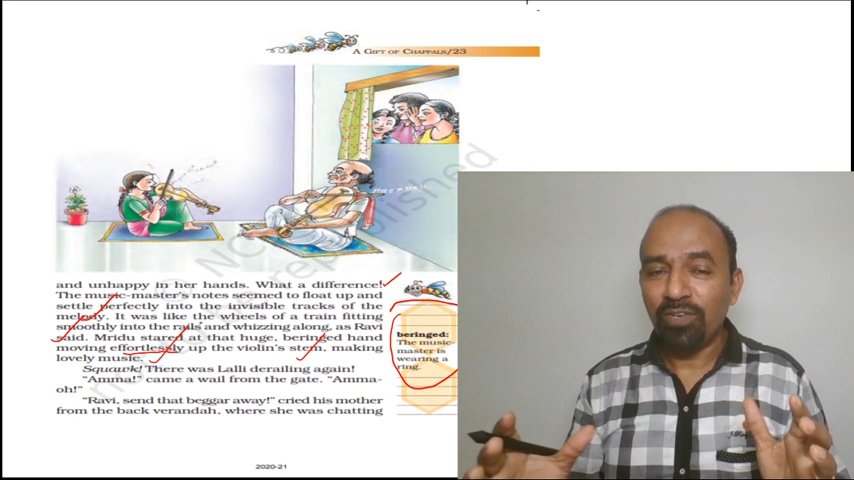 A GIFT OF CHAPPALS/23
and unhappy in her hands. What a difference!
The music-master's notes seemed to float up and
settle perfectly into the invisible tracks of the
melody. It was like the wheels of a train fitting
smoothly into the rails and whizzing along, as Ravi
said. Mridu stared at that huge, beringed hand
moving effortlessly up the violin's stem, making
lovely music.
Squawk! There was Lalli derailing again!
"Amma!" came a wail from the gate. "Amma-
oh!"
"Ravi, send that beggar away!" cried his mother
from the back verandah, where she was chatting
beringed:
The music-
master is
wearing a
ring.
2020-21